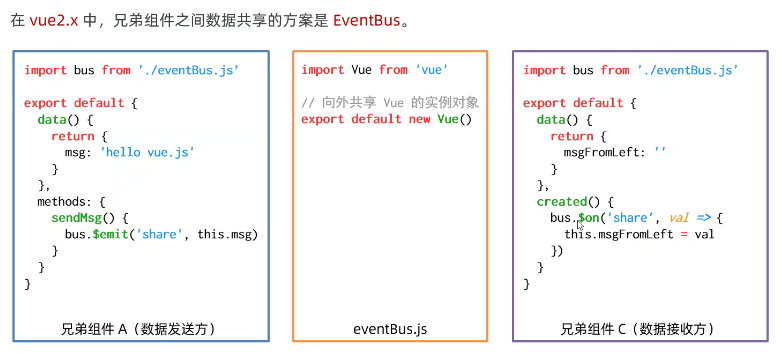 在 vue2.x 中，兄弟组件之间数据共享的方案是 EventBus。
import bus from './eventBus.js'
export default {
data() {
return {
msg: 'hello vue.js'
}
},
methods: {
sendMsg() {
bus.$emit('share', this.msg)
}
}
}
兄弟组件 A（数据发送方）
import Vue from 'vue'
// 向外共享 Vue 的实例对象
export default new Vue()
eventBus.js
import bus from './eventBus.js'
export default {
data() {
return {
msgFromLeft: ''
}
},
created() {
bus.$on('share', val => {
this.msgFromLeft = val
})
}
}
兄弟组件 C（数据接收方）